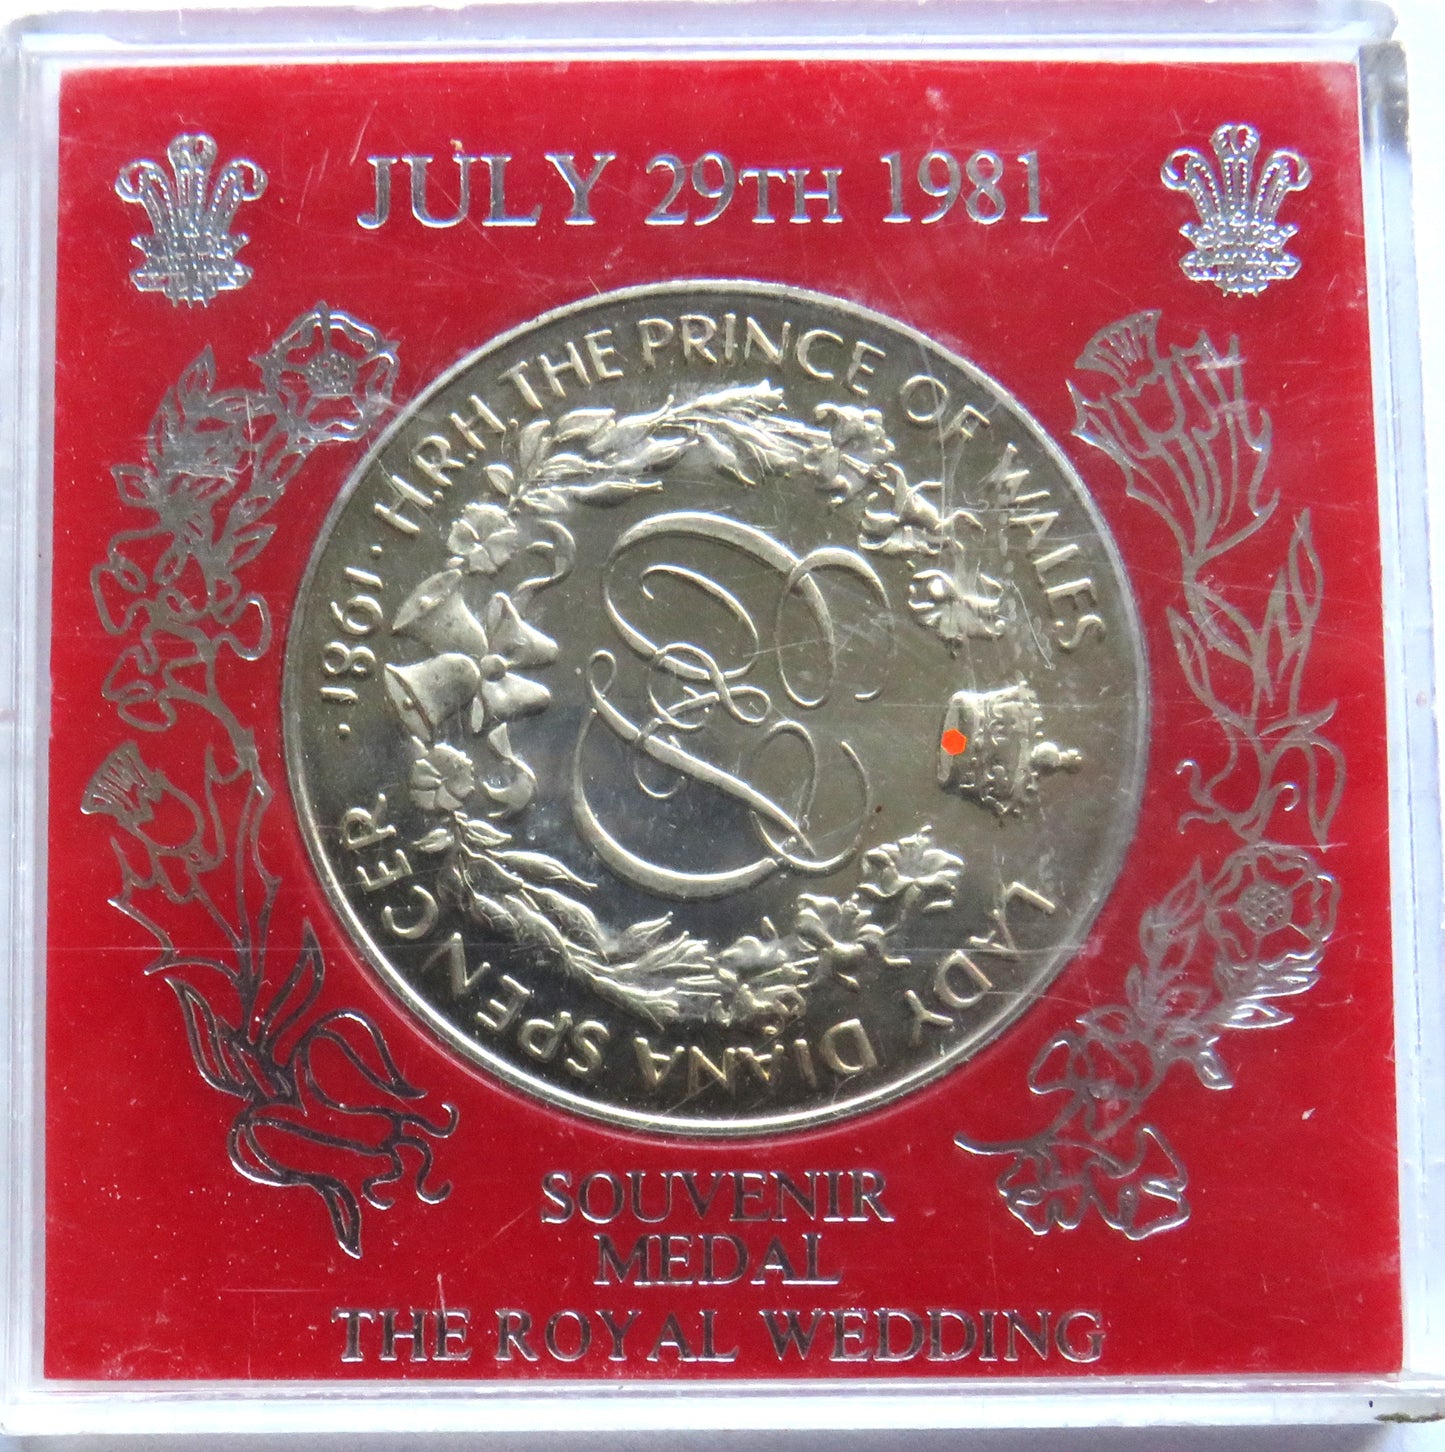 JULY 29TH 1981
H.R.H. THE PRINCE OF WALES
LADY DIANA SPENCER
· 1981 ·
SOUVENIR
MEDAL
THE ROYAL WEDDING